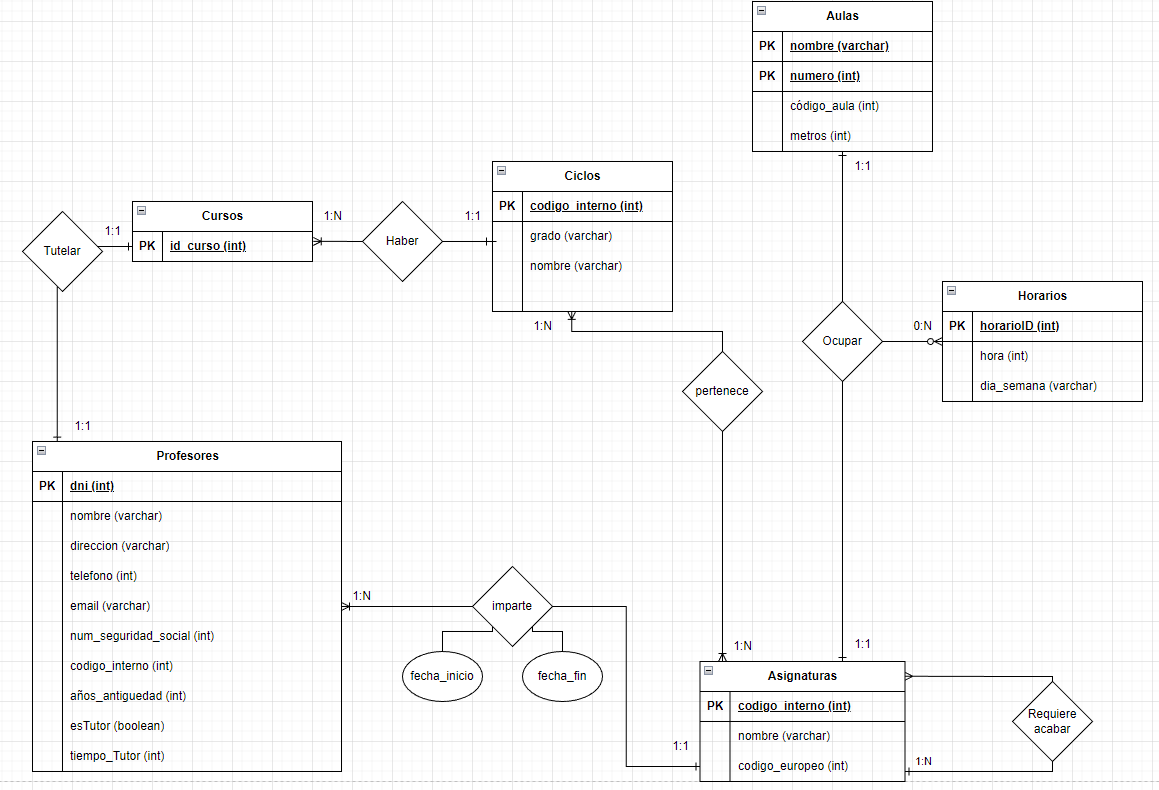 Aulas
PK nombre (varchar)
PK numero (int)
código_aula (int)
metros (int)
1:1
Ciclos
PK codigo_interno (int)
grado (varchar)
nombre (varchar)
1:N
Cursos
PK id_curso (int)
1:1
Tutelar
1:N
Haber
1:1
Horarios
PK horarioID (int)
hora (int)
dia_semana (varchar)
0:N
Ocupar
pertenece
1:1
Profesores
PK dni (int)
nombre (varchar)
direccion (varchar)
telefono (int)
email (varchar)
num_seguridad_social (int)
codigo_interno (int)
años_antiguedad (int)
esTutor (boolean)
tiempo_Tutor (int)
1:N
imparte
fecha_inicio
fecha_fin
1:1
1:N
1:1
Asignaturas
PK codigo_interno (int)
nombre (varchar)
codigo_europeo (int)
Requiere
acabar
1:N